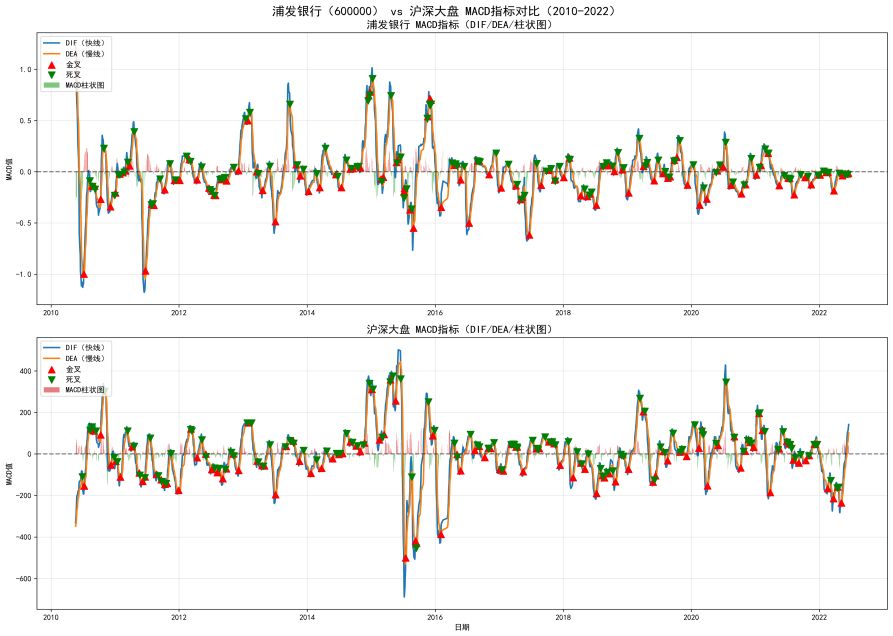 浦发银行（600000） vs 沪深大盘 MACD指标对比（2010-2022）
浦发银行 MACD指标（DIF/DEA/柱状图）
DIF（快线）
DEA（慢线）
金叉
死叉
MACD柱状图
MACD值
1.0
0.5
0.0
-0.5
-1.0
2010 2012 2014 2016 2018 2020 2022
沪深大盘 MACD指标（DIF/DEA/柱状图）
DIF（快线）
DEA（慢线）
金叉
死叉
MACD柱状图
MACD值
400
200
0
-200
-400
-600
2010 2012 2014 2016 2018 2020 2022
日期